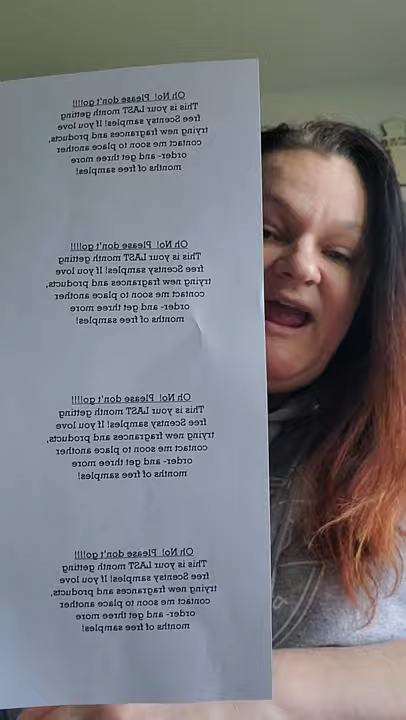 Oh No! Please don't go!!!!
This is your LAST month getting
free Scentsy samples! If you love
trying new fragrances and products,
contact me soon to place another
order- and get three more
months of free samples!
Oh No! Please don't go!!!!
This is your LAST month getting
free Scentsy samples! If you love
trying new fragrances and products,
contact me soon to place another
order- and get three more
months of free samples!
Oh No! Please don't go!!!!
This is your LAST month getting
free Scentsy samples! If you love
trying new fragrances and products,
contact me soon to place another
order- and get three more
months of free samples!
Oh No! Please don't go!!!!
This is your LAST month getting
free Scentsy samples! If you love
trying new fragrances and products,
contact me soon to place another
order- and get three more
months of free samples!